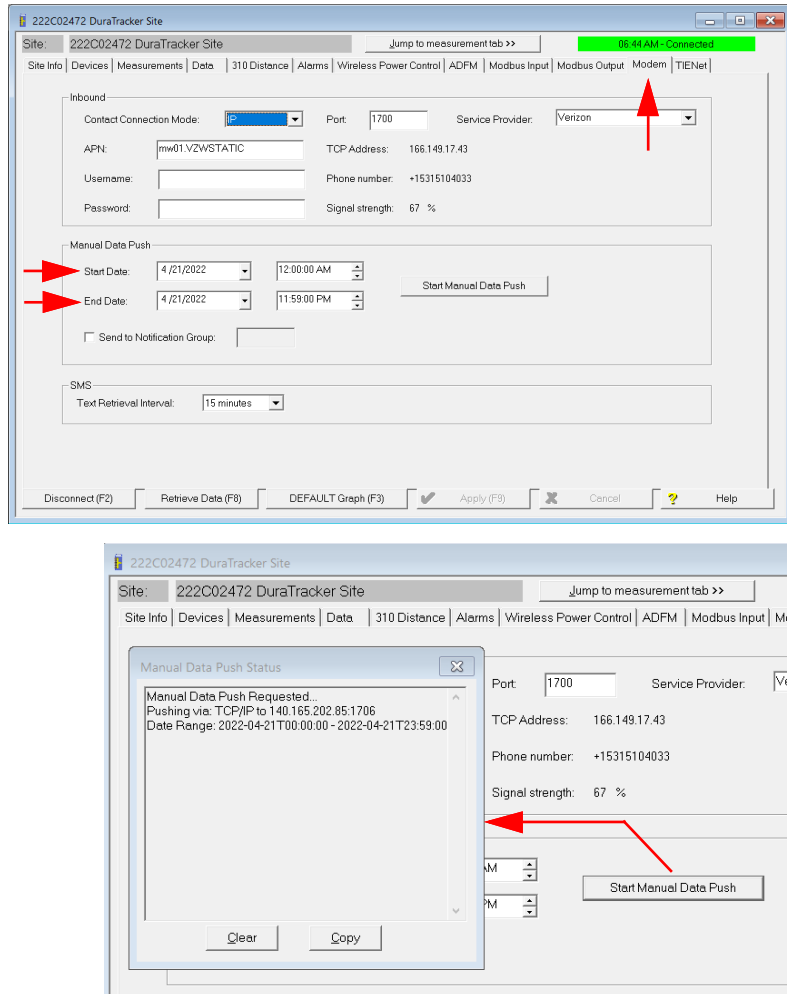 222C02472 DuraTracker Site
Site: 222C02472 DuraTracker Site Jump to measurement tab >> 06:44 AM - Connected
Site Info Devices Measurements Data 310 Distance Alarms Wireless Power Control ADFM Modbus Input Modbus Output Modem TIENet
Inbound
Contact Connection Mode: IP Port: 1700 Service Provider: Verizon
APN: mw01.VZWSTATIC TCP Address: 166.149.17.43
Username: Phone number: +15315104033
Password: Signal strength: 67 %
Manual Data Push
Start Date: 4/21/2022 12:00:00 AM
Start Manual Data Push
End Date: 4/21/2022 11:59:00 PM
Send to Notification Group:
SMS
Text Retrieval Interval: 15 minutes
Disconnect (F2) Retrieve Data (F8) DEFAULT Graph (F3) Apply (F9) Cancel ? Help
222C02472 DuraTracker Site
Site: 222C02472 DuraTracker Site Jump to measurement tab >>
Site Info Devices Measurements Data 310 Distance Alarms Wireless Power Control ADFM Modbus Input M
Manual Data Push Status
Port: 1700 Service Provider: Ve
Manual Data Push Requested...
Pushing via: TCP/IP to 140.165.202.85:1706
TCP Address: 166.149.17.43
Date Range: 2022-04-21T00:00:00 - 2022-04-21T23:59:00
Phone number: +15315104033
Signal strength: 67 %
AM
Start Manual Data Push
PM
Clear Copy